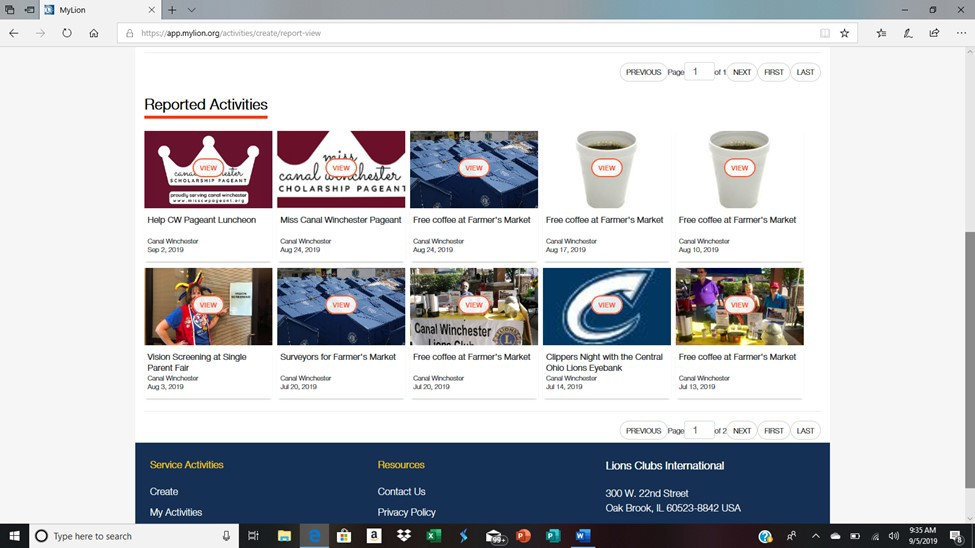 MyLion
https://app.mylion.org/activities/create/report-view
PREVIOUS Page 1 of 1 NEXT FIRST LAST
Reported Activities
VIEW
SCHOLARSHIP PAGEANT
proudly serving canal winchester
www.misscwpageant.org
Help CW Pageant Luncheon
Canal Winchester
Sep 2, 2019
miss
canal winchester
CHOLARSHIP PAGEANT
VIEW
Miss Canal Winchester Pageant
Canal Winchester
Aug 24, 2019
VIEW
Free coffee at Farmer's Market
Canal Winchester
Aug 24, 2019
VIEW
Free coffee at Farmer's Market
Canal Winchester
Aug 17, 2019
VIEW
Free coffee at Farmer's Market
Canal Winchester
Aug 10, 2019
VIEW
Vision Screening at Single
Parent Fair
Canal Winchester
Aug 3, 2019
VIEW
Surveyors for Farmer's Market
Canal Winchester
Jul 20, 2019
VIEW
Canal Winchester
Lions Club
Free coffee at Farmer's Market
Canal Winchester
Jul 20, 2019
VIEW
Clippers Night with the Central
Ohio Lions Eyebank
Canal Winchester
Jul 14, 2019
VIEW
Free coffee at Farmer's Market
Canal Winchester
Jul 13, 2019
PREVIOUS Page 1 of 2 NEXT FIRST LAST
Service Activities
Create
My Activities
Resources
Contact Us
Privacy Policy
Lions Clubs International
300 W. 22nd Street
Oak Brook, IL 60523-8842 USA
Type here to search
99+
9:35 AM
9/5/2019